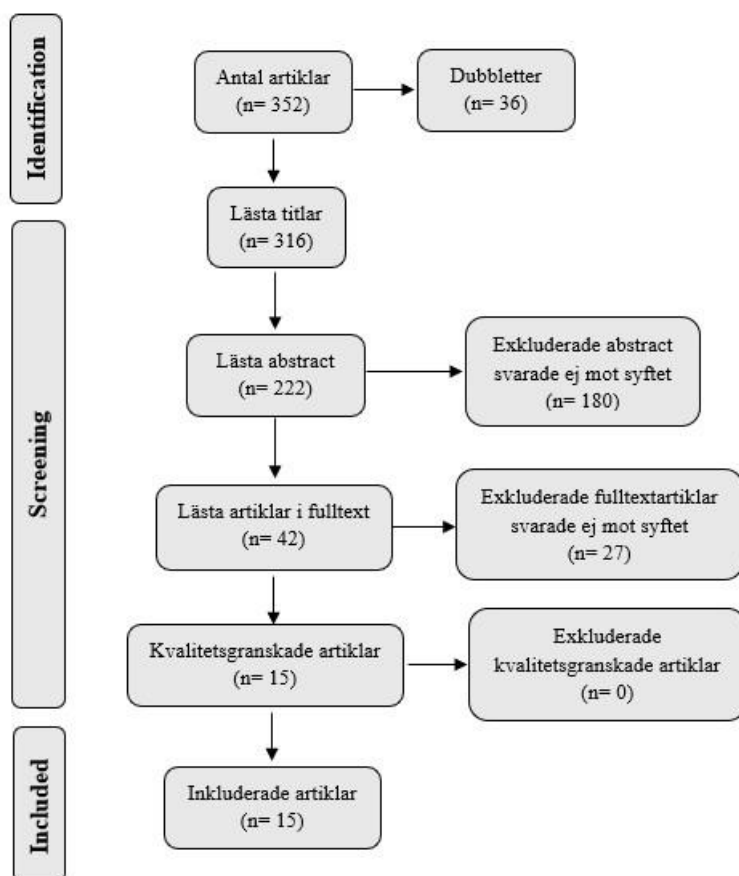 Identification
Antal artiklar
(n= 352)
Dubbletter
(n= 36)
Lästa titlar
(n= 316)
Screening
Lästa abstract
(n= 222)
Exkluderade abstract
svarade ej mot syftet
(n= 180)
Lästa artiklar i fulltext
(n= 42)
Exkluderade fulltextartiklar
svarade ej mot syftet
(n= 27)
Kvalitetsgranskade artiklar
(n= 15)
Exkluderade
kvalitetsgranskade artiklar
(n= 0)
Included
Inkluderade artiklar
(n= 15)